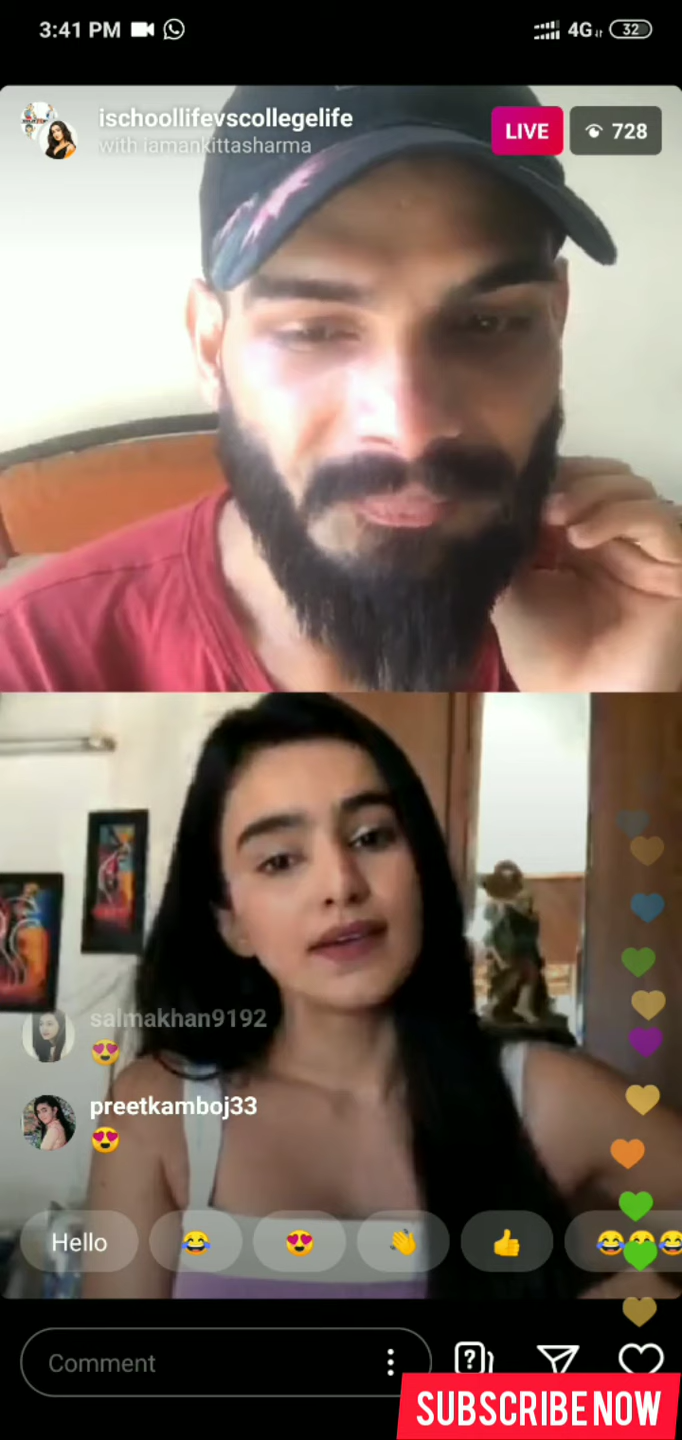 3:41 PM
4G
32
ischoollifevscollegelife
with iamankittasharma
LIVE
728
salmakhan9192
😍
preetkamboj33
😍
Hello 😂 😍 👋 👍 😂😂😂
Comment
SUBSCRIBE NOW